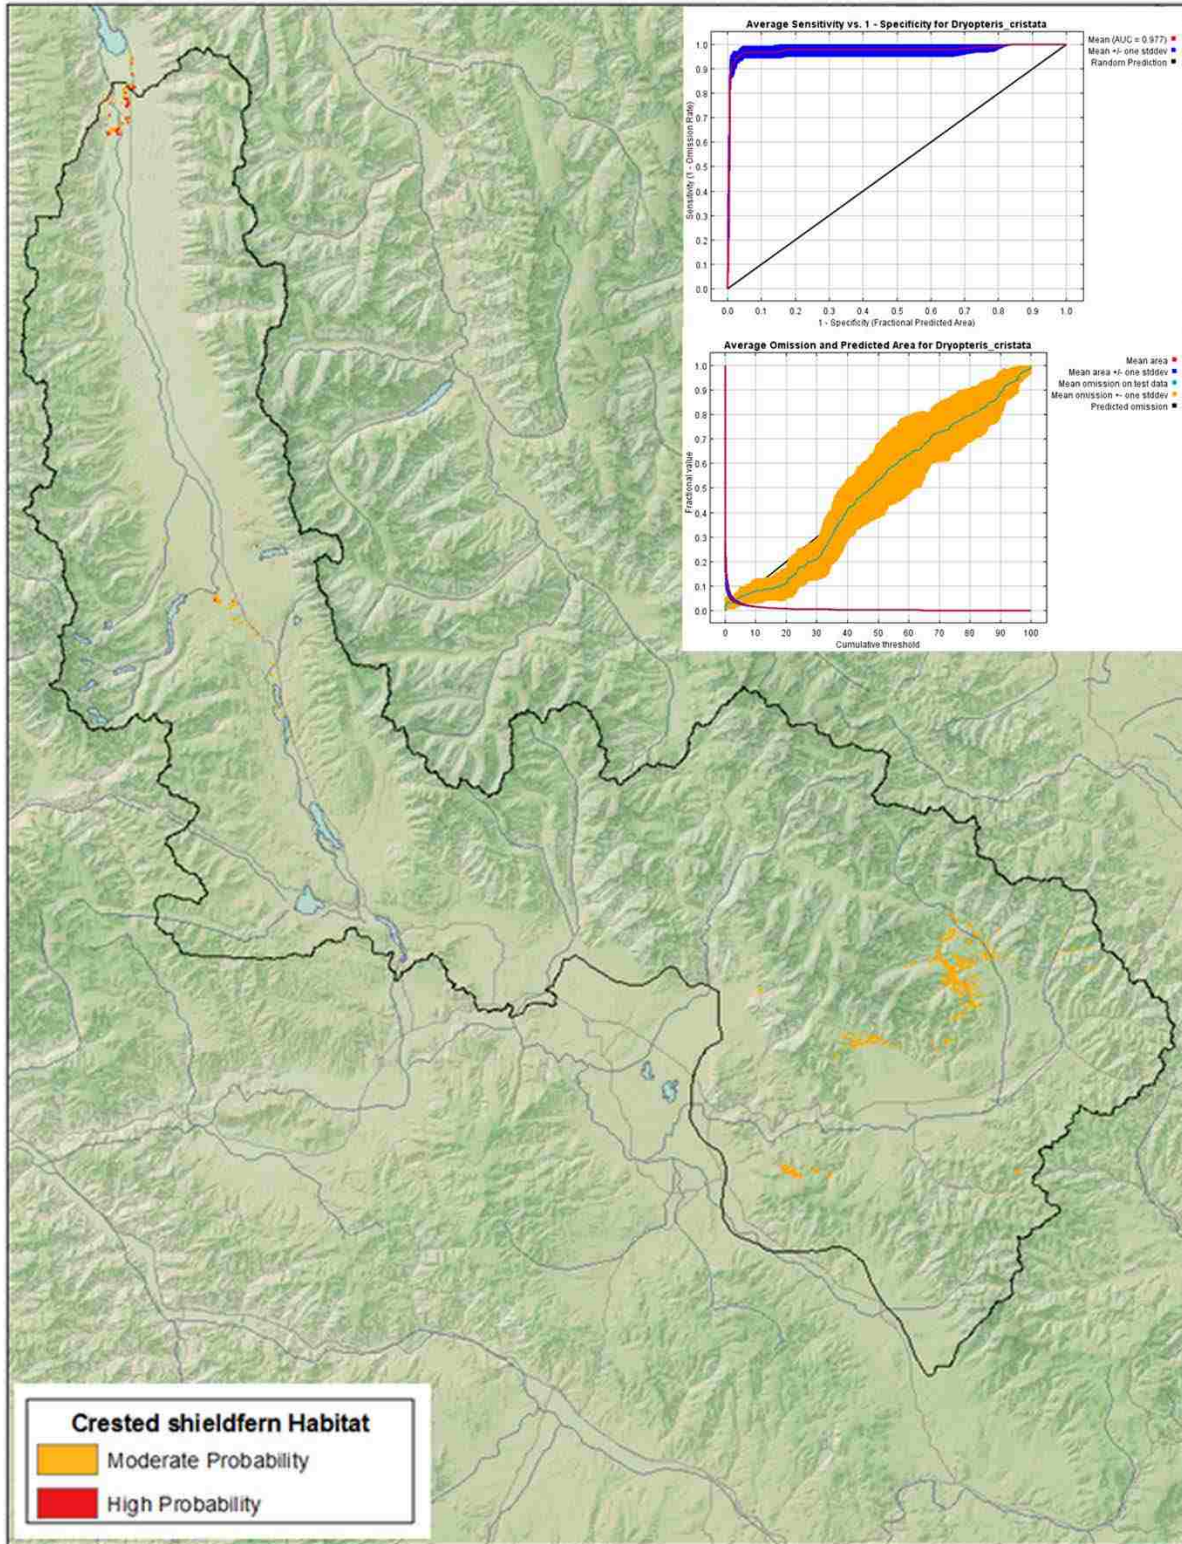 Average Sensitivity vs. 1 - Specificity for Dryopteris_cristata
Mean (AUC = 0.977)
Mean +/- one stddev
Random Prediction
Sensitivity (1 - Omission Rate)
1.0
0.9
0.8
0.7
0.6
0.5
0.4
0.3
0.2
0.1
0.0
0.0 0.1 0.2 0.3 0.4 0.5 0.6 0.7 0.8 0.9 1.0
1 - Specificity (Fractional Predicted Area)
Average Omission and Predicted Area for Dryopteris_cristata
Mean area
Mean area +/- one stddev
Mean omission on test data
Mean omission +- one stddev
Predicted omission
Fractional value
1.0
0.9
0.8
0.7
0.6
0.5
0.4
0.3
0.2
0.1
0.0
0 10 20 30 40 50 60 70 80 90 100
Cumulative threshold
Crested shieldfern Habitat
Moderate Probability
High Probability